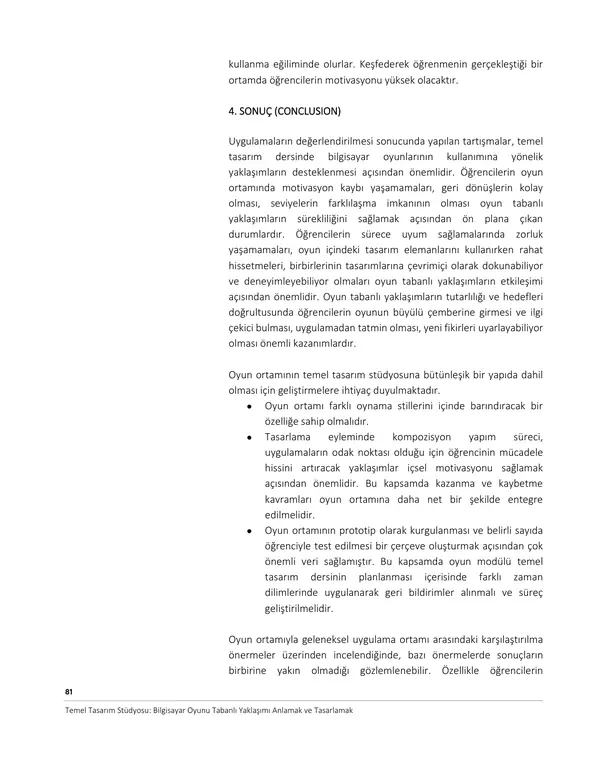 kullanma eğiliminde olurlar. Keşfederek öğrenmenin gerçekleştiği bir
ortamda öğrencilerin motivasyonu yüksek olacaktır.
4. SONUÇ (CONCLUSION)
Uygulamaların değerlendirilmesi sonucunda yapılan tartışmalar, temel
tasarım dersinde bilgisayar oyunlarının kullanımına yönelik
yaklaşımların desteklenmesi açısından önemlidir. Öğrencilerin oyun
ortamında motivasyon kaybı yaşamamaları, geri dönüşlerin kolay
olması, seviyelerin farklılaşma imkanının olması oyun tabanlı
yaklaşımların sürekliliğini sağlamak açısından ön plana çıkan
durumlardır. Öğrencilerin sürece uyum sağlamalarında zorluk
yaşamamaları, oyun içindeki tasarım elemanlarını kullanırken rahat
hissetmeleri, birbirlerinin tasarımlarına çevrimiçi olarak dokunabiliyor
ve deneyimleyebiliyor olmaları oyun tabanlı yaklaşımların etkileşimi
açısından önemlidir. Oyun tabanlı yaklaşımların tutarlılığı ve hedefleri
doğrultusunda öğrencilerin oyunun büyülü çemberine girmesi ve ilgi
çekici bulması, uygulamadan tatmin olması, yeni fikirleri uyarlayabiliyor
olması önemli kazanımlardır.
Oyun ortamının temel tasarım stüdyosuna bütünleşik bir yapıda dahil
olması için geliştirmelere ihtiyaç duyulmaktadır.
● Oyun ortamı farklı oynama stillerini içinde barındıracak bir
özelliğe sahip olmalıdır.
● Tasarlama eyleminde kompozisyon yapım süreci,
uygulamaların odak noktası olduğu için öğrencinin mücadele
hissini artıracak yaklaşımlar içsel motivasyonu sağlamak
açısından önemlidir. Bu kapsamda kazanma ve kaybetme
kavramları oyun ortamına daha net bir şekilde entegre
edilmelidir.
● Oyun ortamının prototip olarak kurgulanması ve belirli sayıda
öğrenciyle test edilmesi bir çerçeve oluşturmak açısından çok
önemli veri sağlamıştır. Bu kapsamda oyun modülü temel
tasarım dersinin planlanması içerisinde farklı zaman
dilimlerinde uygulanarak geri bildirimler alınmalı ve süreç
geliştirilmelidir.
Oyun ortamıyla geleneksel uygulama ortamı arasındaki karşılaştırılma
önermeler üzerinden incelendiğinde, bazı önermelerde sonuçların
birbirine yakın olmadığı gözlemlenebilir. Özellikle öğrencilerin
81
Temel Tasarım Stüdyosu: Bilgisayar Oyunu Tabanlı Yaklaşımı Anlamak ve Tasarlamak